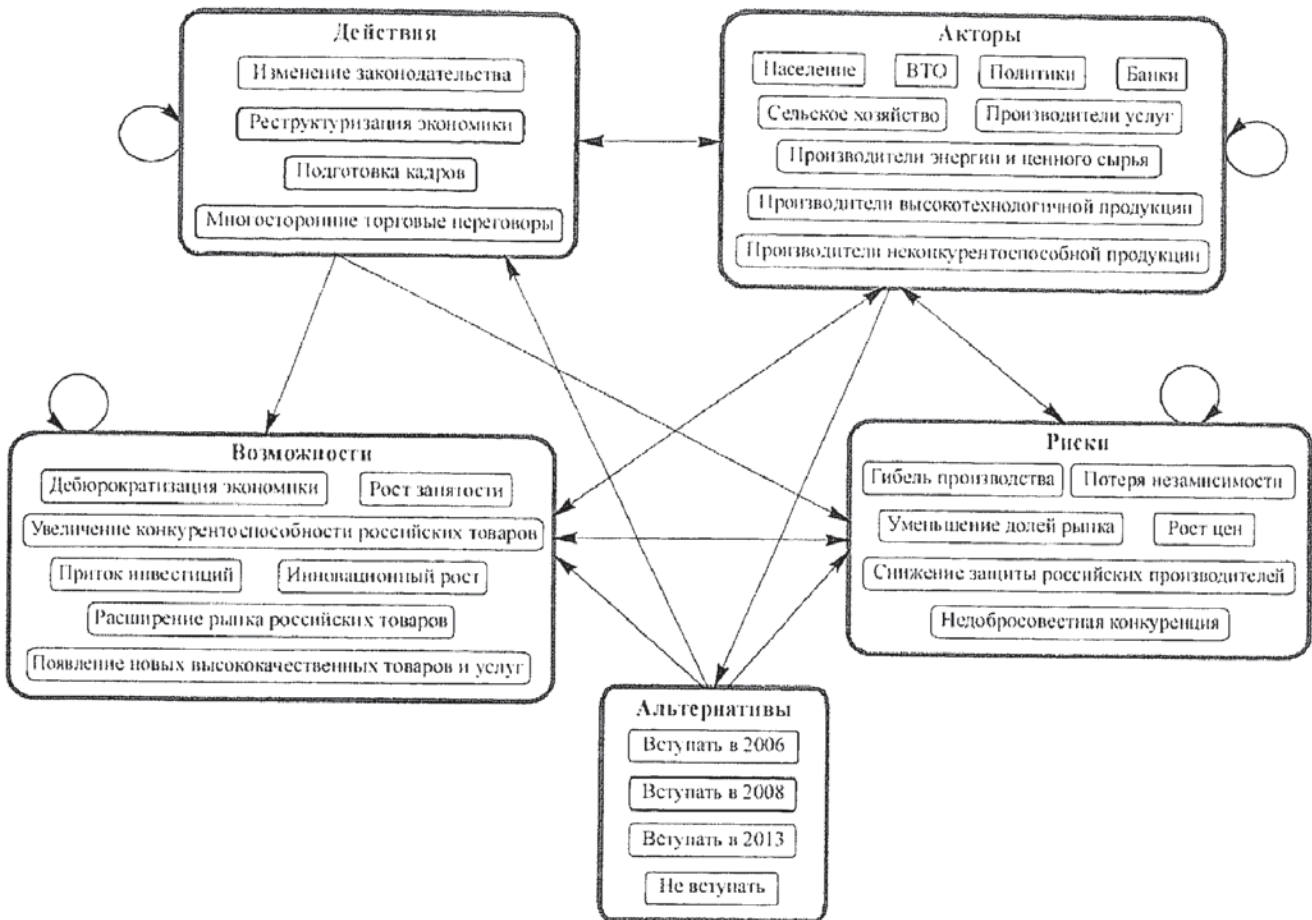 Действия
Изменение законодательства
Реструктуризация экономики
Подготовка кадров
Многосторонние торговые переговоры
Акторы
Население ВТО Политики Банки
Сельское хозяйство Производители услуг
Производители энергии и ценного сырья
Производители высокотехнологичной продукции
Производители неконкурентоспособной продукции
Возможности
Дебюрократизация экономики Рост занятости
Увеличение конкурентоспособности российских товаров
Приток инвестиций Инновационный рост
Расширение рынка российских товаров
Появление новых высококачественных товаров и услуг
Риски
Гибель производства Потеря независимости
Уменьшение долей рынка Рост цен
Снижение защиты российских производителей
Недобросовестная конкуренция
Альтернативы
Вступать в 2006
Вступать в 2008
Вступать в 2013
Не вступать